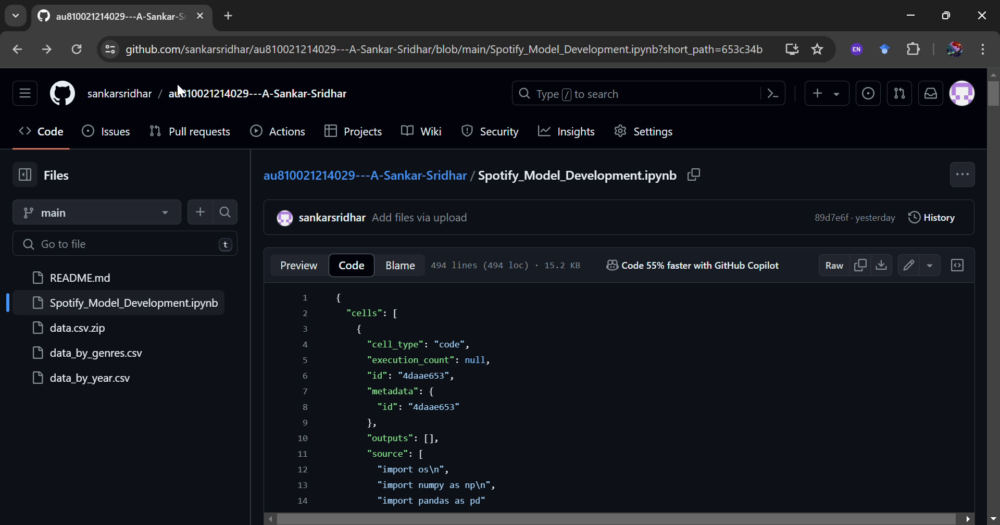 au810021214029---A-Sankar-Sr
github.com/sankarsridhar/au810021214029---A-Sankar-Sridhar/blob/main/Spotify_Model_Development.ipynb?short_path=653c34b
EN
sankarsridhar / au810021214029---A-Sankar-Sridhar
Type / to search
Code Issues Pull requests Actions Projects Wiki Security Insights Settings
Files
main
Go to file t
README.md
Spotify_Model_Development.ipynb
data.csv.zip
data_by_genres.csv
data_by_year.csv
au810021214029---A-Sankar-Sridhar / Spotify_Model_Development.ipynb
sankarsridhar Add files via upload 89d7e6f · yesterday History
Preview Code Blame 494 lines (494 loc) · 15.2 KB Code 55% faster with GitHub Copilot Raw
1 {
2 "cells": [
3 {
4 "cell_type": "code",
5 "execution_count": null,
6 "id": "4daae653",
7 "metadata": {
8 "id": "4daae653"
9 },
10 "outputs": [],
11 "source": [
12 "import os\n",
13 "import numpy as np\n",
14 "import pandas as pd"